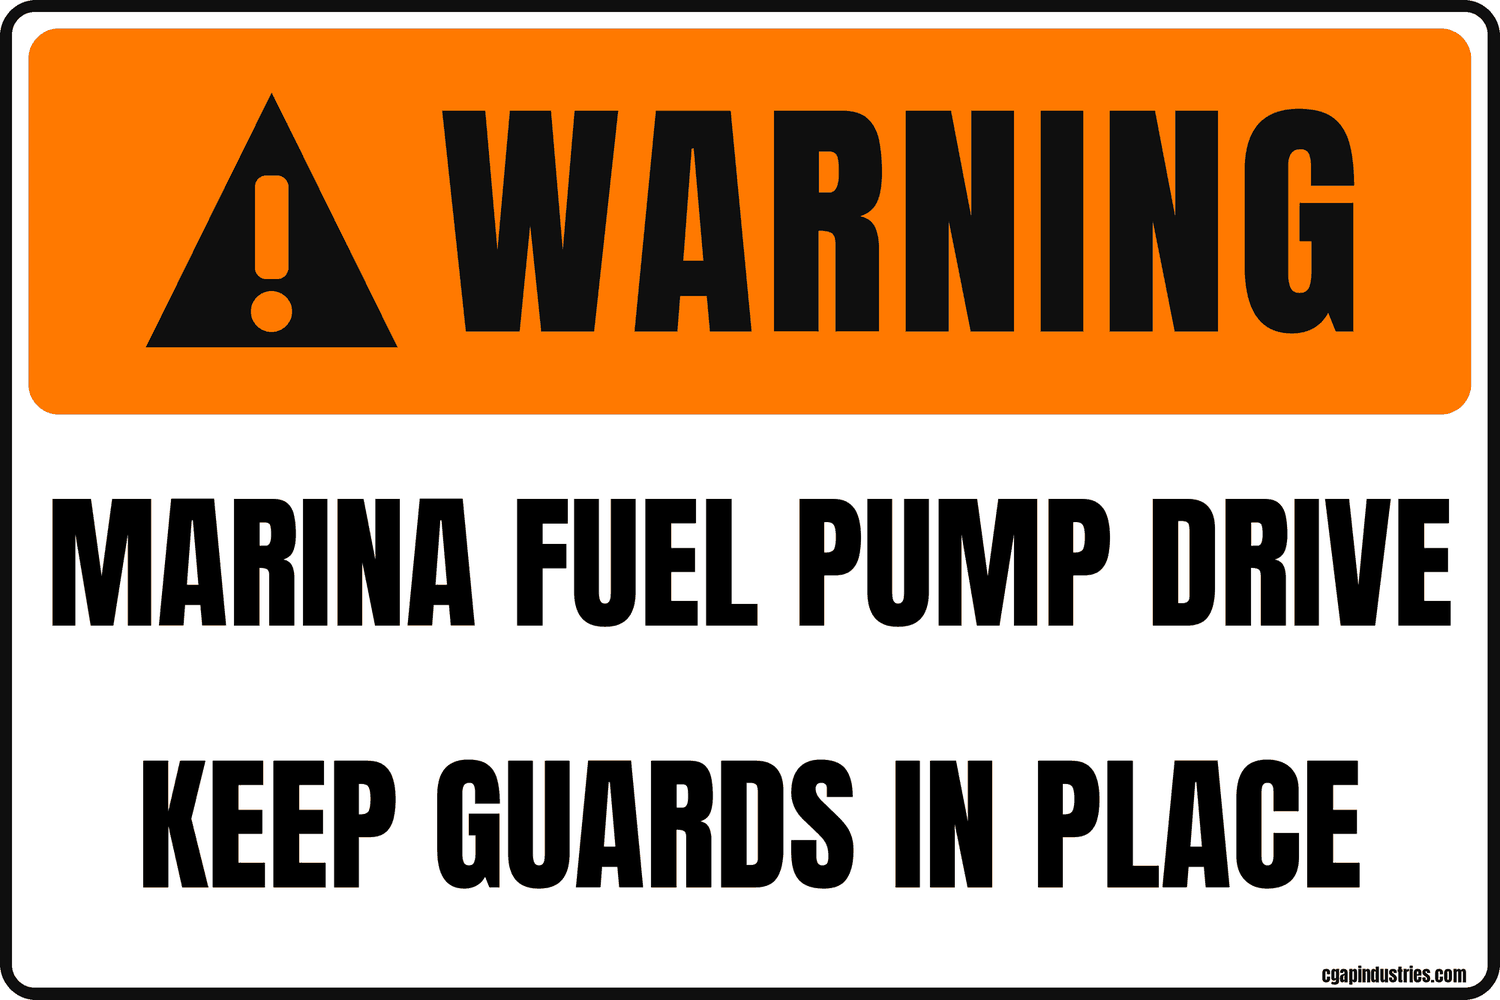 WARNING
MARINA FUEL PUMP DRIVE
KEEP GUARDS IN PLACE
cgapindustries.com